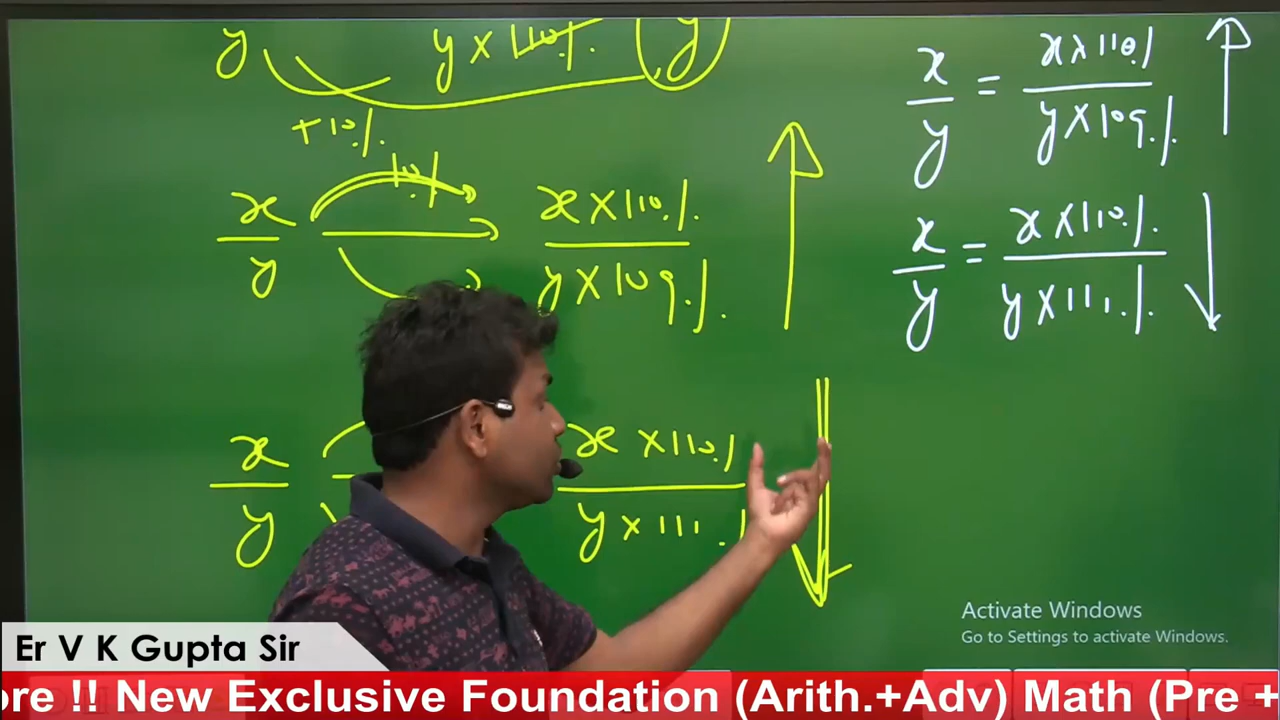 y y × 110% y
+10%
10%
x/y x × 110% / y × 109%
x/y x × 110% / y × 111%
x/y = x × 110% / y × 109%
x/y = x × 110% / y × 111%
Activate Windows
Go to Settings to activate Windows.
Er V K Gupta Sir
ore !! New Exclusive Foundation (Arith.+Adv) Math (Pre +